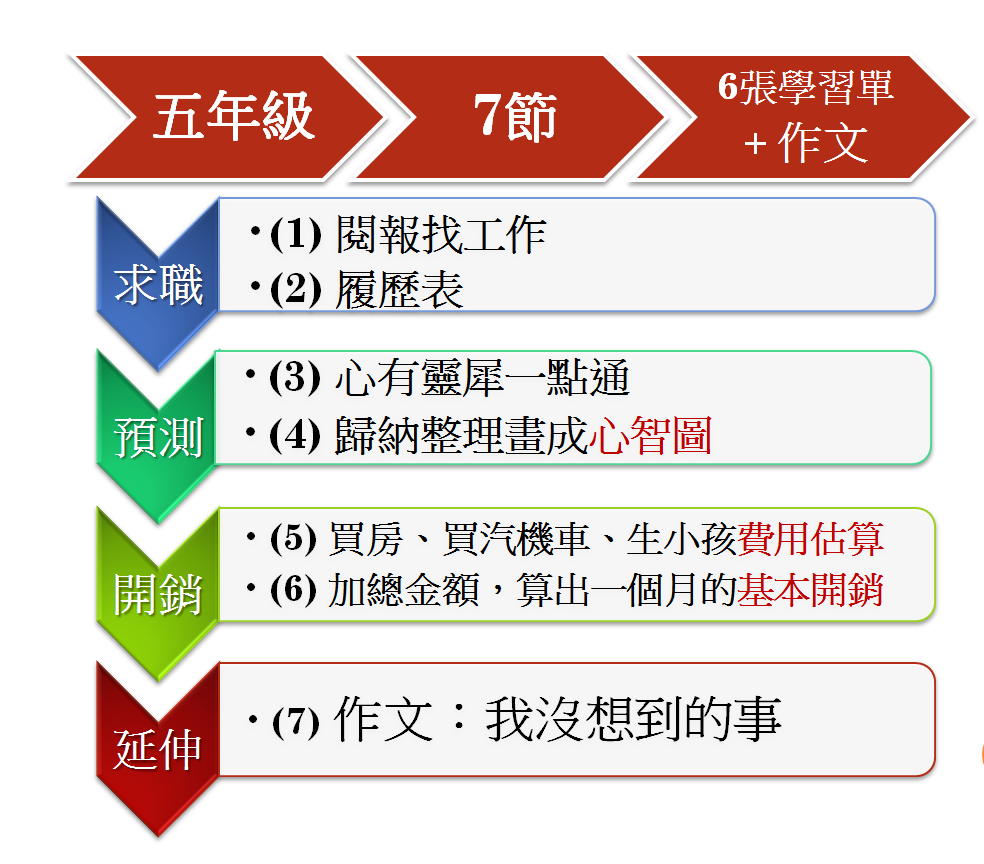 五年級
7節
6張學習單
+ 作文
求職
•(1) 閱報找工作
•(2) 履歷表
預測
•(3) 心有靈犀一點通
•(4) 歸納整理畫成心智圖
開銷
•(5) 買房、買汽機車、生小孩費用估算
•(6) 加總金額，算出一個月的基本開銷
延伸
•(7) 作文：我沒想到的事